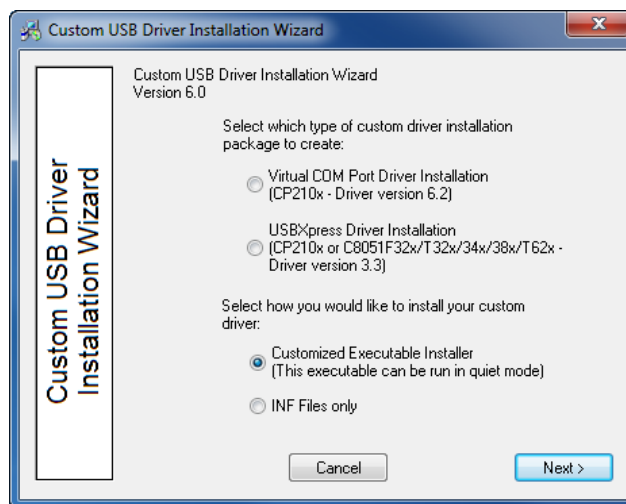 Custom USB Driver Installation Wizard
Custom USB Driver
Installation Wizard
Custom USB Driver Installation Wizard
Version 6.0
Select which type of custom driver installation
package to create:
Virtual COM Port Driver Installation
(CP210x - Driver version 6.2)
USBXpress Driver Installation
(CP210x or C8051F32x/T32x/34x/38x/T62x -
Driver version 3.3)
Select how you would like to install your custom
driver:
Customized Executable Installer
(This executable can be run in quiet mode)
INF Files only
Cancel
Next >